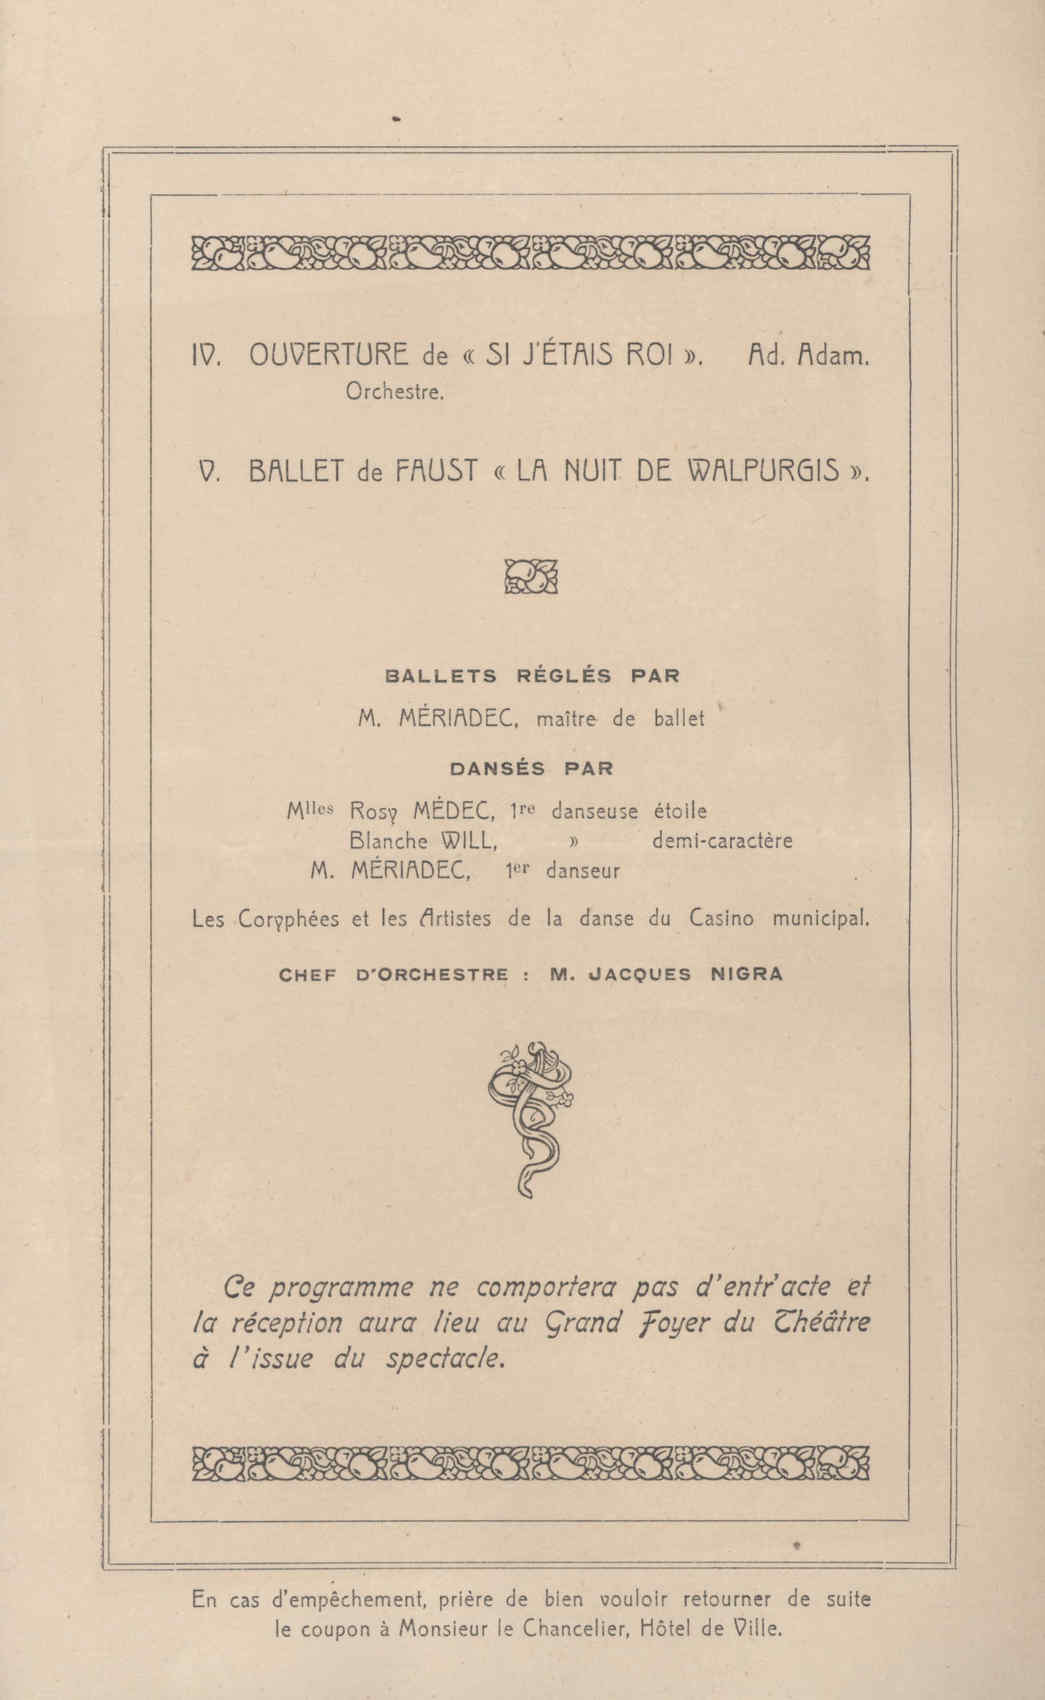 IV. OUVERTURE de « SI J'ÉTAIS ROI ». Ad. Adam.
Orchestre.
V. BALLET de FAUST « LA NUIT DE WALPURGIS ».
BALLETS RÉGLÉS PAR
M. MÉRIADEC, maître de ballet
DANSÉS PAR
Mlles Rosy MÉDEC, 1re danseuse étoile
Blanche WILL, » demi-caractère
M. MÉRIADEC, 1er danseur
Les Coryphées et les Artistes de la danse du Casino municipal.
CHEF D'ORCHESTRE : M. JACQUES NIGRA
Ce programme ne comportera pas d'entr'acte et
la réception aura lieu au Grand Foyer du Théâtre
à l'issue du spectacle.
En cas d'empêchement, prière de bien vouloir retourner de suite
le coupon à Monsieur le Chancelier, Hôtel de Ville.